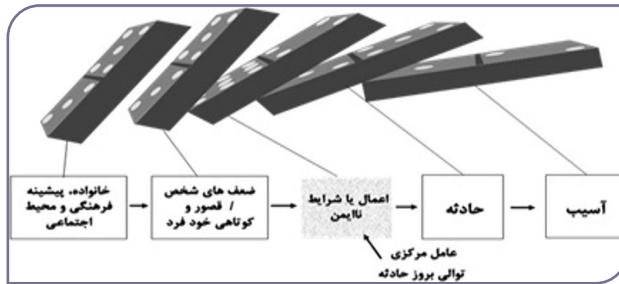 خانواده، پیشینه
فرهنگی و محیط
اجتماعی
ضعف های شخص
/ قصور و
کوتاهی خود فرد
اعمال یا شرایط
ناایمن
حادثه
آسیب
عامل مرکزی
توالی بروز حادثه